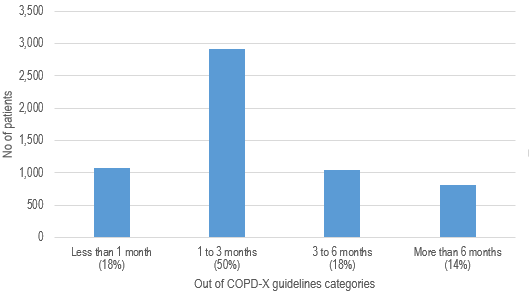 3,500
3,000
2,500
2,000
1,500
1,000
500
0
No of patients
Less than 1 month 1 to 3 months 3 to 6 months More than 6 months
(18%) (50%) (18%) (14%)
Out of COPD-X guidelines categories